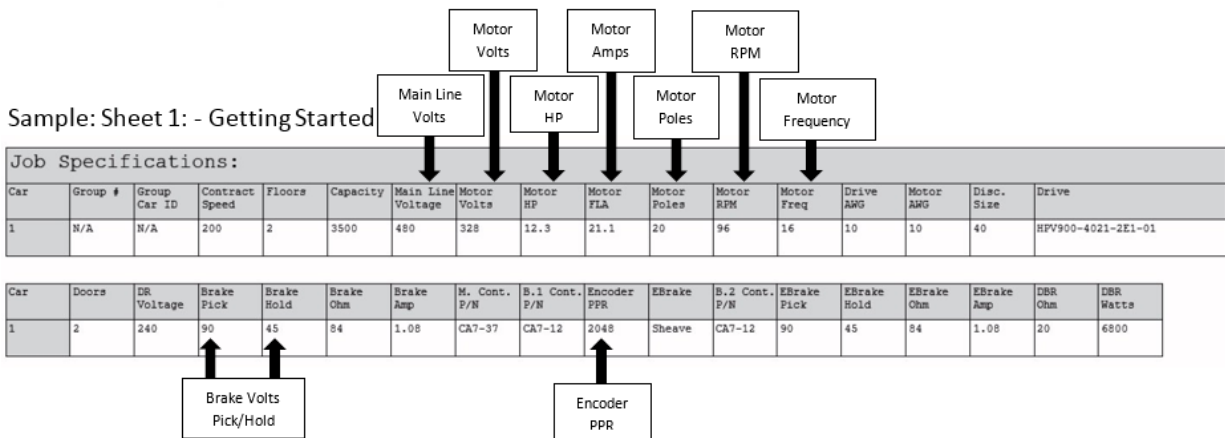 Motor
Volts
Motor
Amps
Motor
RPM
Main Line
Volts
Motor
HP
Motor
Poles
Motor
Frequency
Sample: Sheet 1: - Getting Started
Job Specifications:
Car Group # Group Car ID Contract Speed Floors Capacity Main Line Voltage Motor Volts Motor HP Motor FLA Motor Poles Motor RPM Motor Freq Drive AWG Motor AWG Disc. Size Drive
1 N/A N/A 200 2 3500 480 328 12.3 21.1 20 96 16 10 10 40 HPV900-4021-2E1-01
Car Doors DR Voltage Brake Pick Brake Hold Brake Ohm Brake Amp M. Cont. P/N B.1 Cont. P/N Encoder PPR EBrake B.2 Cont. P/N EBrake Pick EBrake Hold EBrake Ohm EBrake Amp DBR Ohm DBR Watts
1 2 240 90 45 84 1.08 CA7-37 CA7-12 2048 Sheave CA7-12 90 45 84 1.08 20 6800
Brake Volts
Pick/Hold
Encoder
PPR